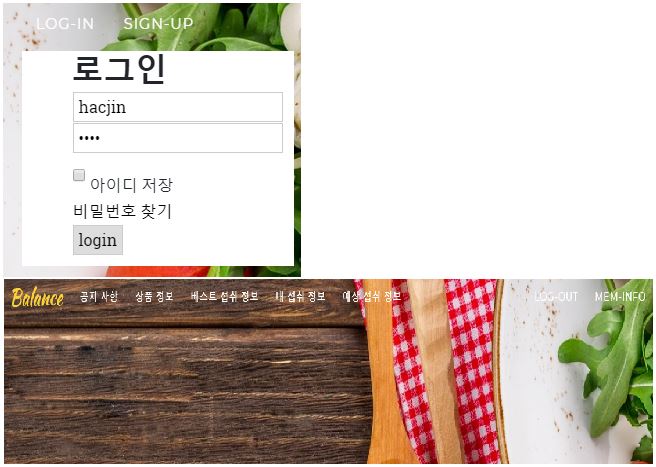 LOG-IN SIGN-UP
로그인
hacjin
••••
아이디 저장
비밀번호 찾기
login
Balance 공지 사항 상품 정보 베스트 섭취 정보 내 섭취 정보 예상 섭취 정보 LOG-OUT MEM-INFO